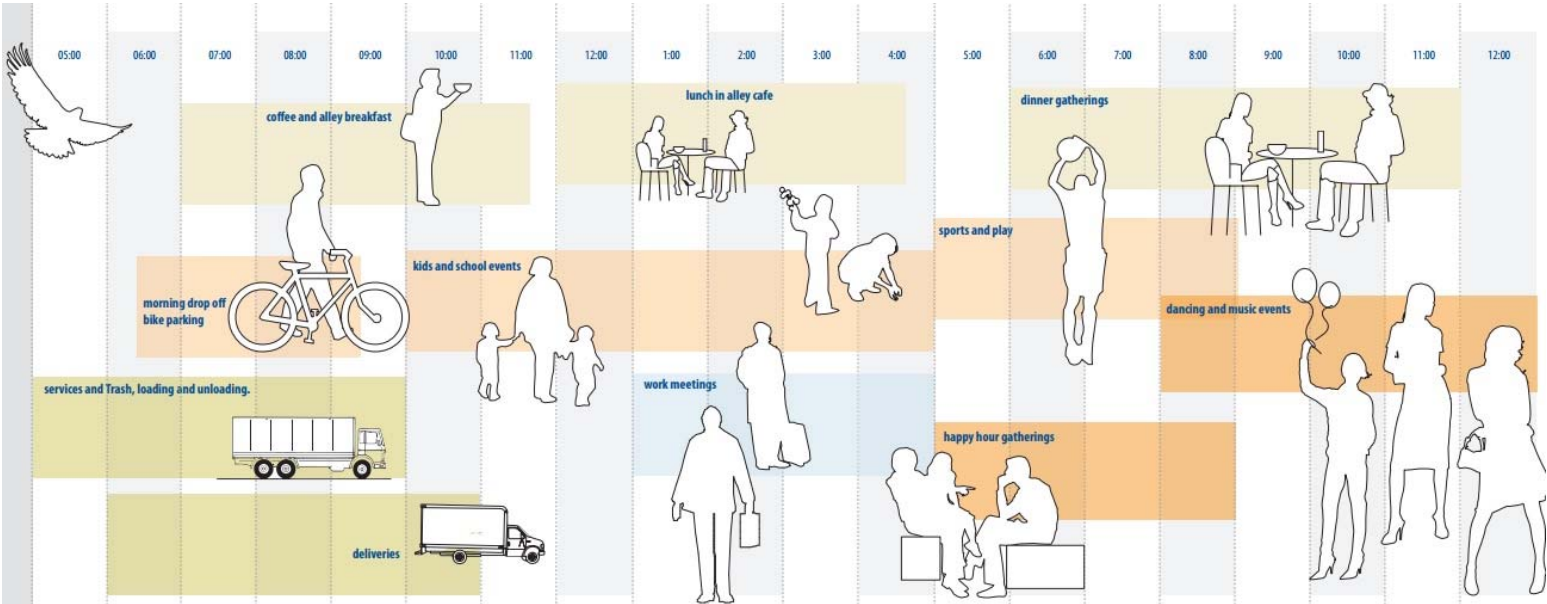 05:00 06:00 07:00 08:00 09:00 10:00 11:00 12:00 1:00 2:00 3:00 4:00 5:00 6:00 7:00 8:00 9:00 10:00 11:00 12:00
coffee and alley breakfast
lunch in alley cafe
dinner gatherings
sports and play
kids and school events
morning drop off
bike parking
dancing and music events
services and Trash, loading and unloading.
work meetings
happy hour gatherings
deliveries